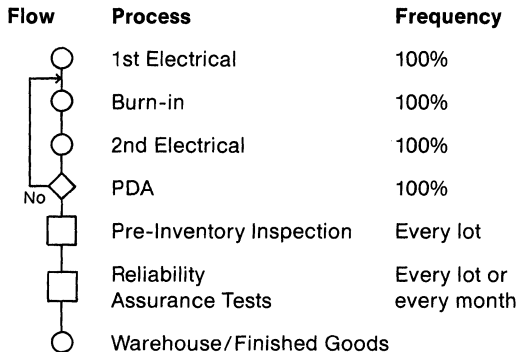 Flow Process Frequency
1st Electrical 100%
Burn-in 100%
2nd Electrical 100%
PDA 100%
No
Pre-Inventory Inspection Every lot
Reliability Every lot or
Assurance Tests every month
Warehouse/Finished Goods